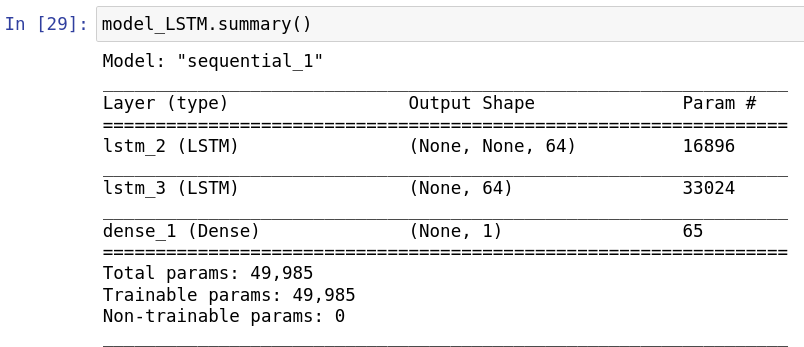 In [29]: model_LSTM.summary()
Model: "sequential_1"
_________________________________________________________________
Layer (type)                 Output Shape              Param #
=================================================================
lstm_2 (LSTM)                (None, None, 64)          16896
_________________________________________________________________
lstm_3 (LSTM)                (None, 64)                33024
_________________________________________________________________
dense_1 (Dense)              (None, 1)                 65
=================================================================
Total params: 49,985
Trainable params: 49,985
Non-trainable params: 0
_________________________________________________________________